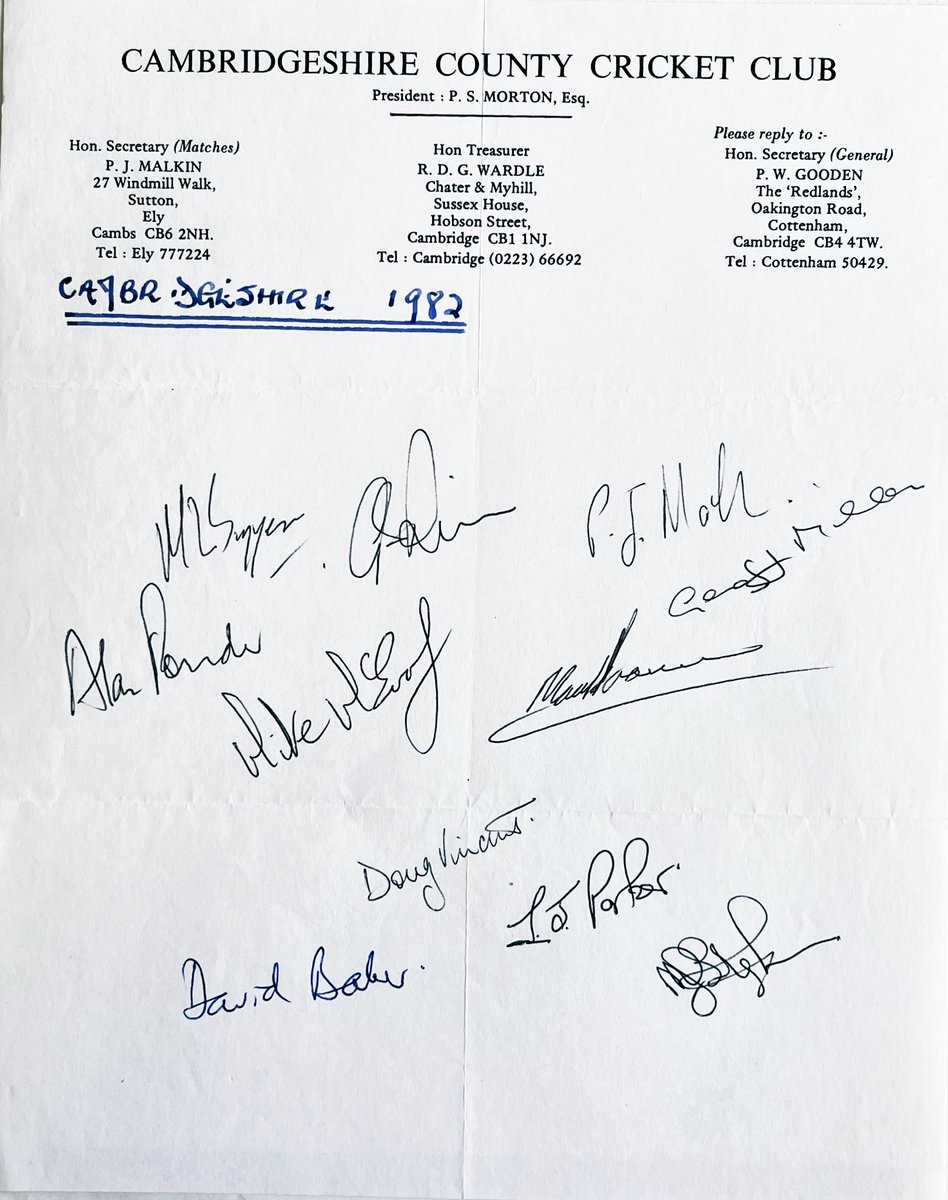 CAMBRIDGESHIRE COUNTY CRICKET CLUB
President : P. S. MORTON, Esq.
Hon. Secretary (Matches)
P. J. MALKIN
27 Windmill Walk,
Sutton,
Ely
Cambs CB6 2NH.
Tel : Ely 777224
Hon Treasurer
R. D. G. WARDLE
Chater & Myhill,
Sussex House,
Hobson Street,
Cambridge CB1 1NJ.
Tel : Cambridge (0223) 66692
Please reply to :-
Hon. Secretary (General)
P. W. GOODEN
The 'Redlands',
Oakington Road,
Cottenham,
Cambridge CB4 4TW.
Tel : Cottenham 50429.
CAMBRIDGESHIRE 1982
P. J.
Alan
Mike McEvoy
Doug Vincent.
Parker.
David Baker.